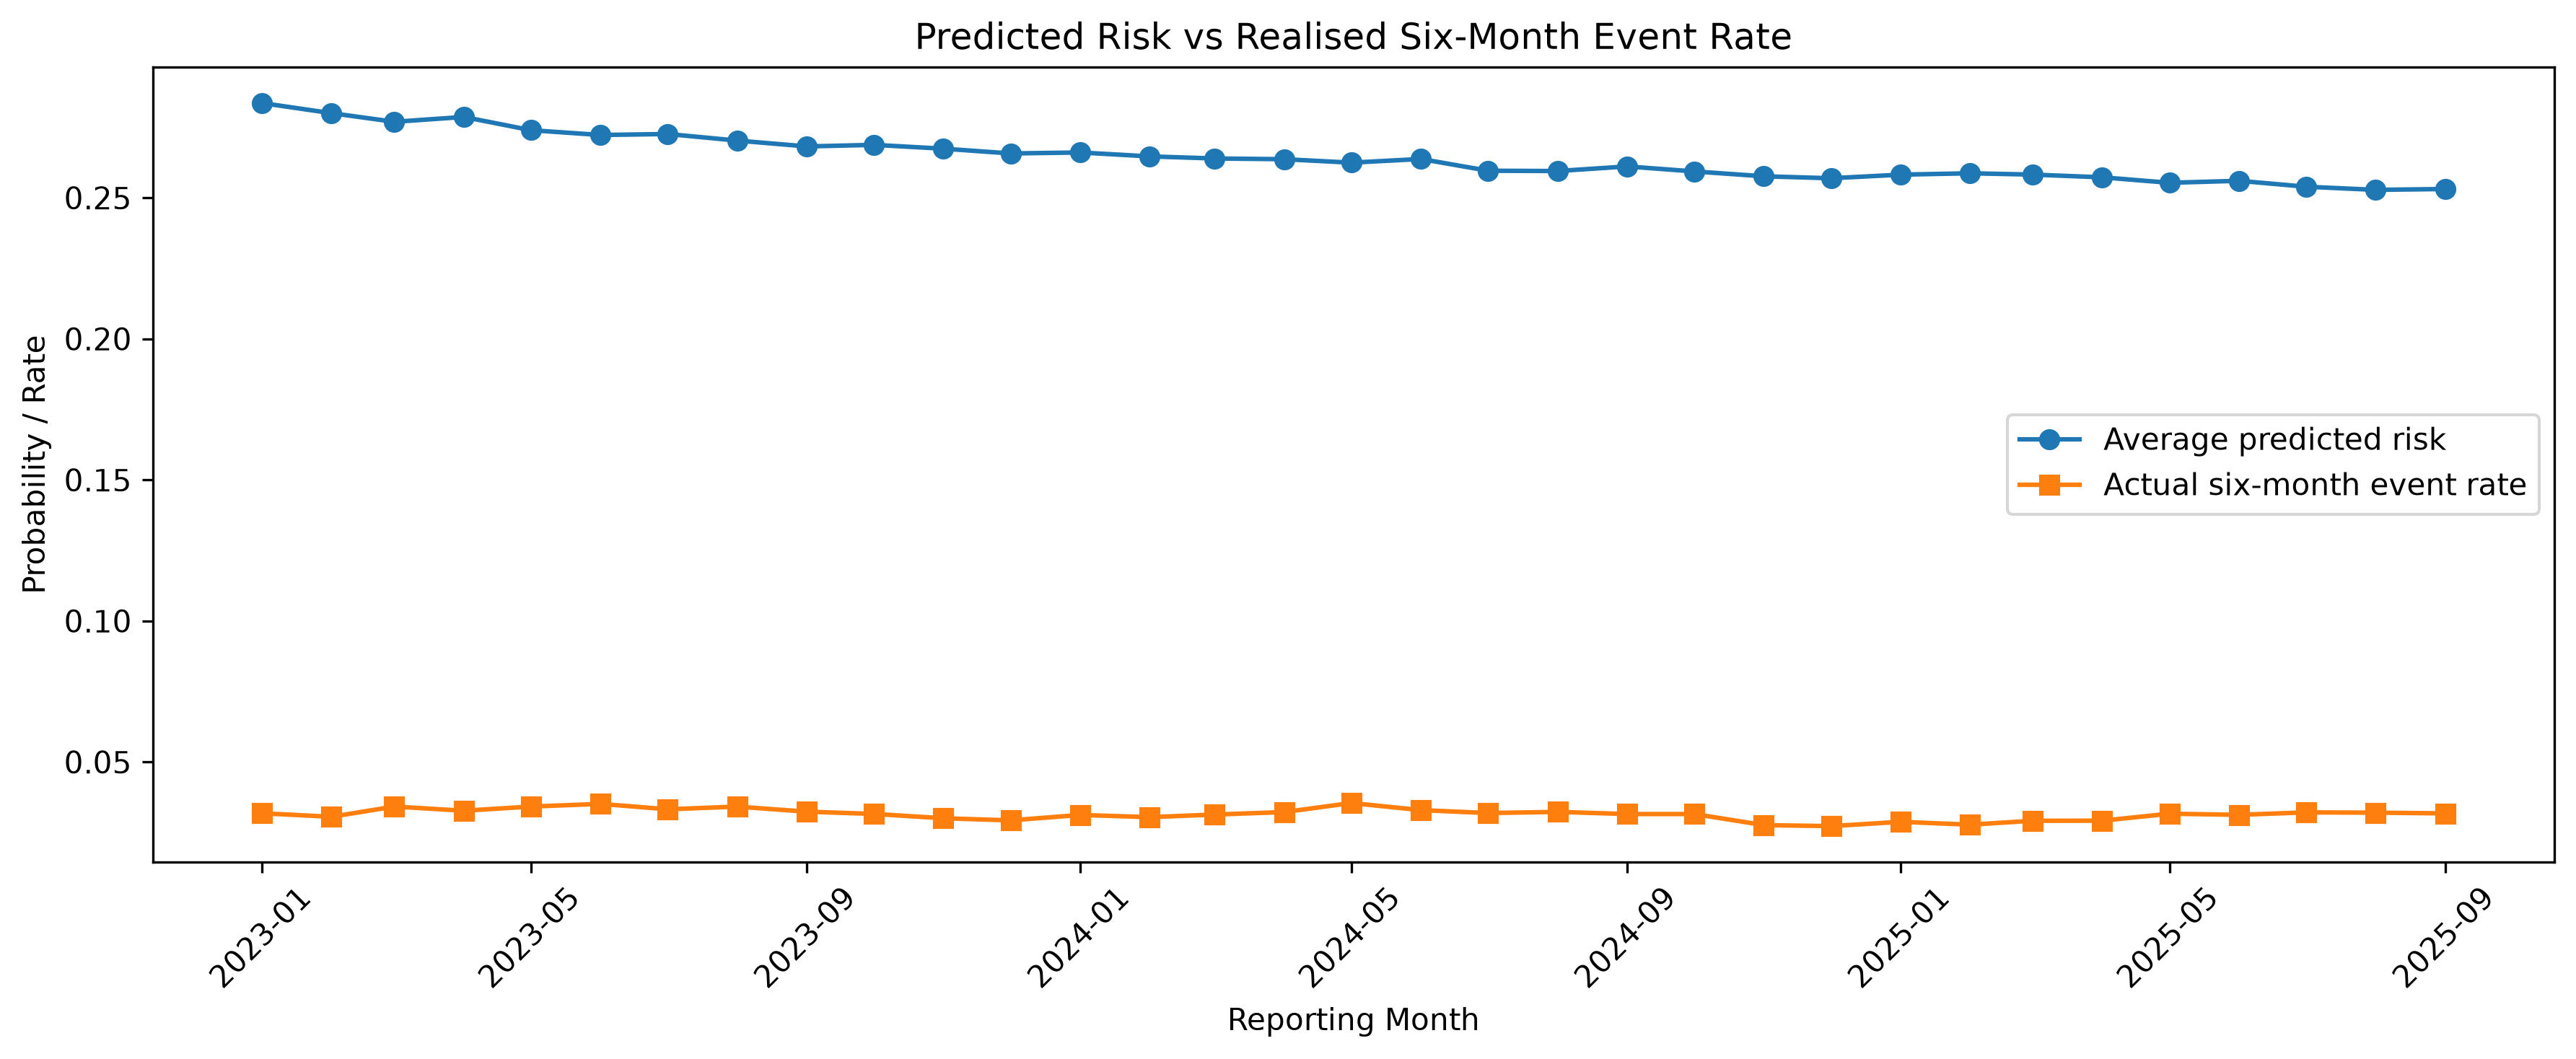 Predicted Risk vs Realised Six-Month Event Rate
Probability / Rate
0.25
0.20
0.15
0.10
0.05
Average predicted risk
Actual six-month event rate
2023-01
2023-05
2023-09
2024-01
2024-05
2024-09
2025-01
2025-05
2025-09
Reporting Month